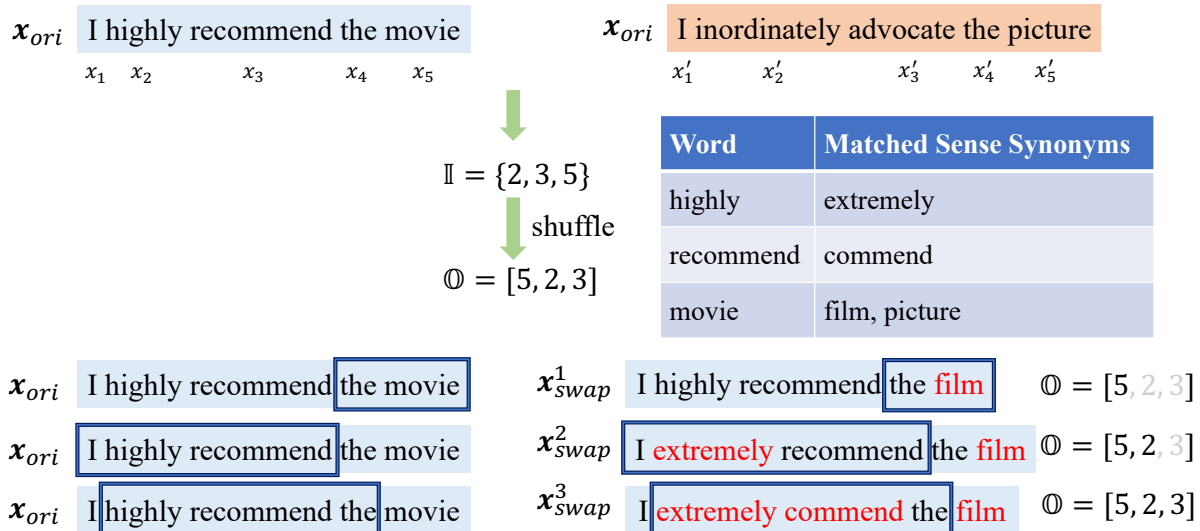 x_ori I highly recommend the movie
x_1 x_2 x_3 x_4 x_5
x_ori I inordinately advocate the picture
x'_1 x'_2 x'_3 x'_4 x'_5
𝕀 = {2, 3, 5}
shuffle
𝕆 = [5, 2, 3]
Word Matched Sense Synonyms
highly extremely
recommend commend
movie film, picture
x_ori I highly recommend the movie x^1_swap I highly recommend the film 𝕆 = [5, 2, 3]
x_ori I highly recommend the movie x^2_swap I extremely recommend the film 𝕆 = [5, 2, 3]
x_ori I highly recommend the movie x^3_swap I extremely commend the film 𝕆 = [5, 2, 3]